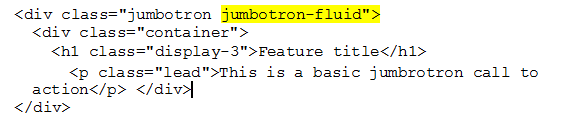 <div class="jumbotron jumbotron-fluid">
<div class="container">
<h1 class="display-3">Feature title</h1>
<p class="lead">This is a basic jumbrotron call to
action</p> </div>
</div>